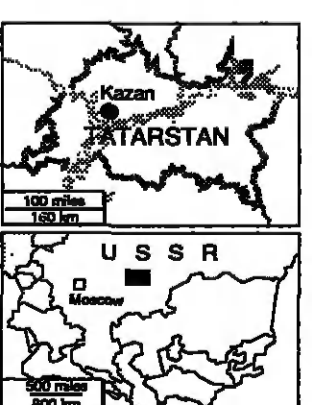 Kazan
TATARSTAN
100 miles
160 km
U S S R
Moscow
500 miles
800 km